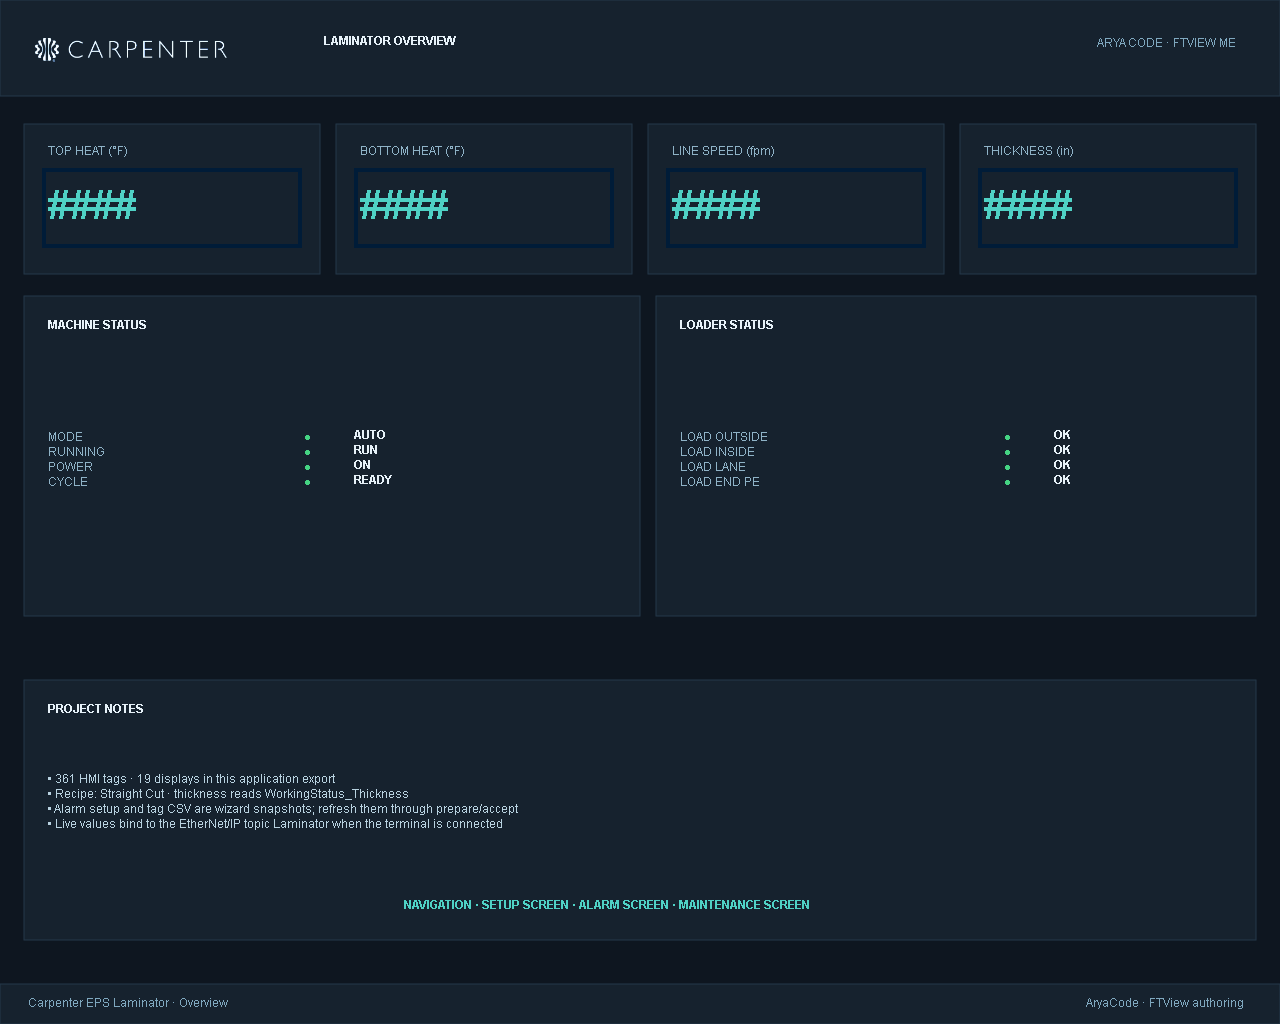 CARPENTER
LAMINATOR OVERVIEW
ARYACODE · FTVIEW ME
TOP HEAT (°F)
BOTTOM HEAT (°F)
LINE SPEED (fpm)
THICKNESS (in)
####
####
####
####
MACHINE STATUS
MODE • AUTO
RUNNING • RUN
POWER • ON
CYCLE • READY
LOADER STATUS
LOAD OUTSIDE • OK
LOAD INSIDE • OK
LOAD LANE • OK
LOAD END PE • OK
PROJECT NOTES
• 361 HMI tags · 19 displays in this application export
• Recipe: Straight Cut · thickness reads WorkingStatus_Thickness
• Alarm setup and tag CSV are wizard snapshots; refresh them through prepare/accept
• Live values bind to the EtherNet/IP topic Laminator when the terminal is connected
NAVIGATION · SETUP SCREEN · ALARM SCREEN · MAINTENANCE SCREEN
Carpenter EPS Laminator · Overview
AryaCode · FTView authoring